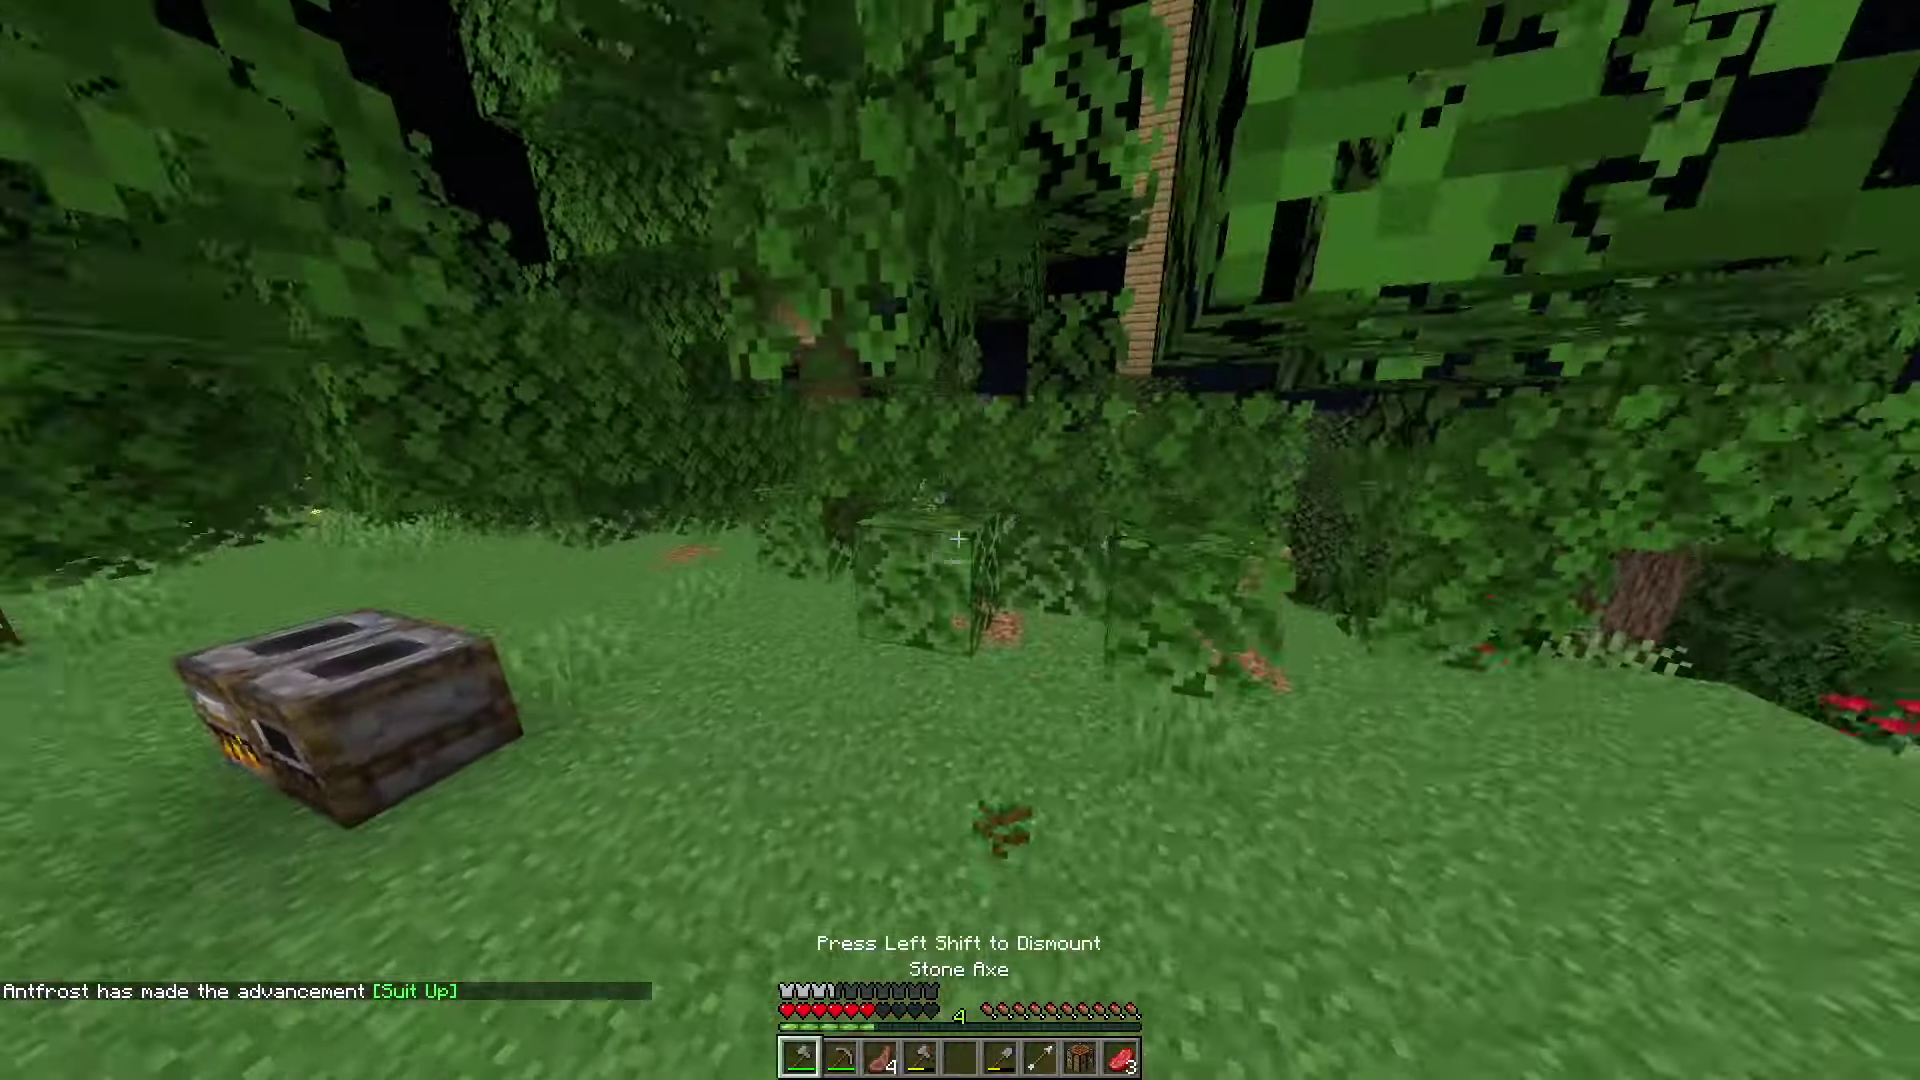 Press Left Shift to Dismount
Stone Axe
Antfrost has made the advancement [Suit Up]
4
4
3